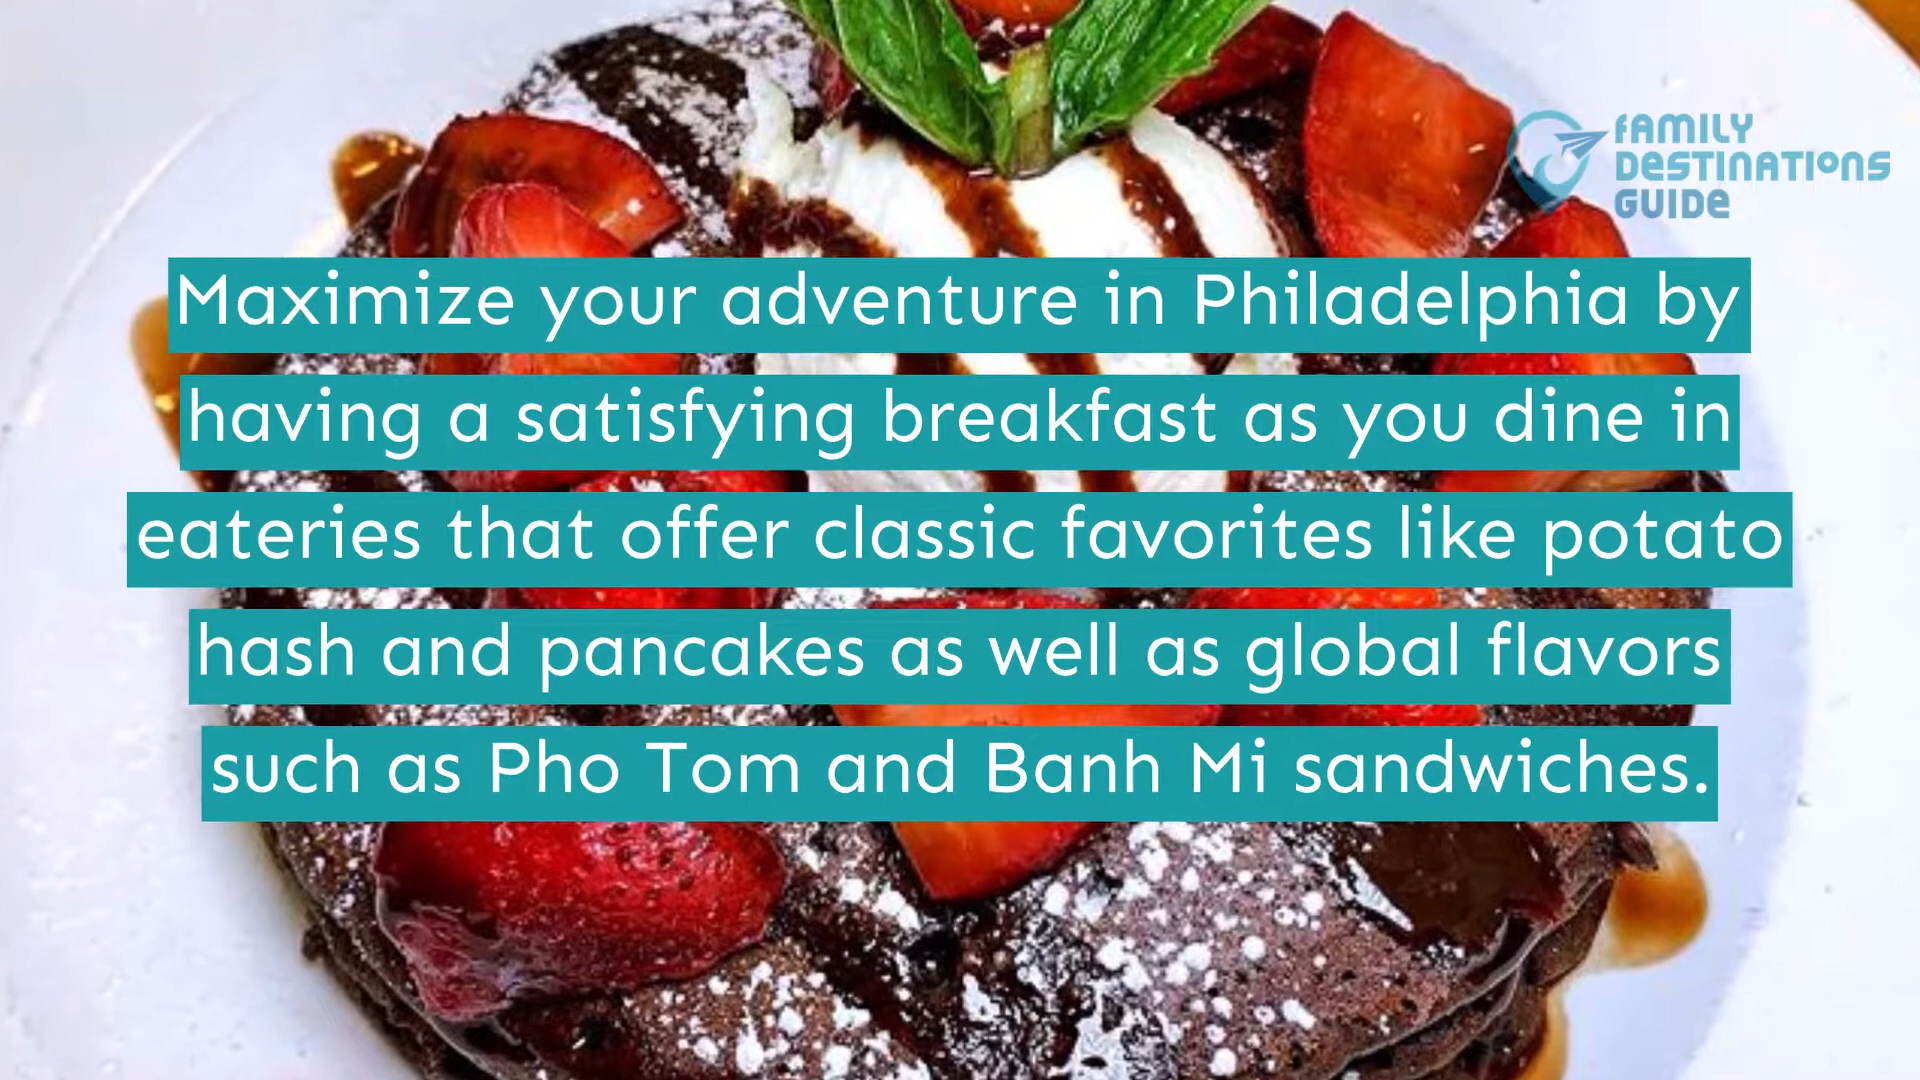 FAMILY
DESTINATIONS
GUIDE
Maximize your adventure in Philadelphia by
having a satisfying breakfast as you dine in
eateries that offer classic favorites like potato
hash and pancakes as well as global flavors
such as Pho Tom and Banh Mi sandwiches.